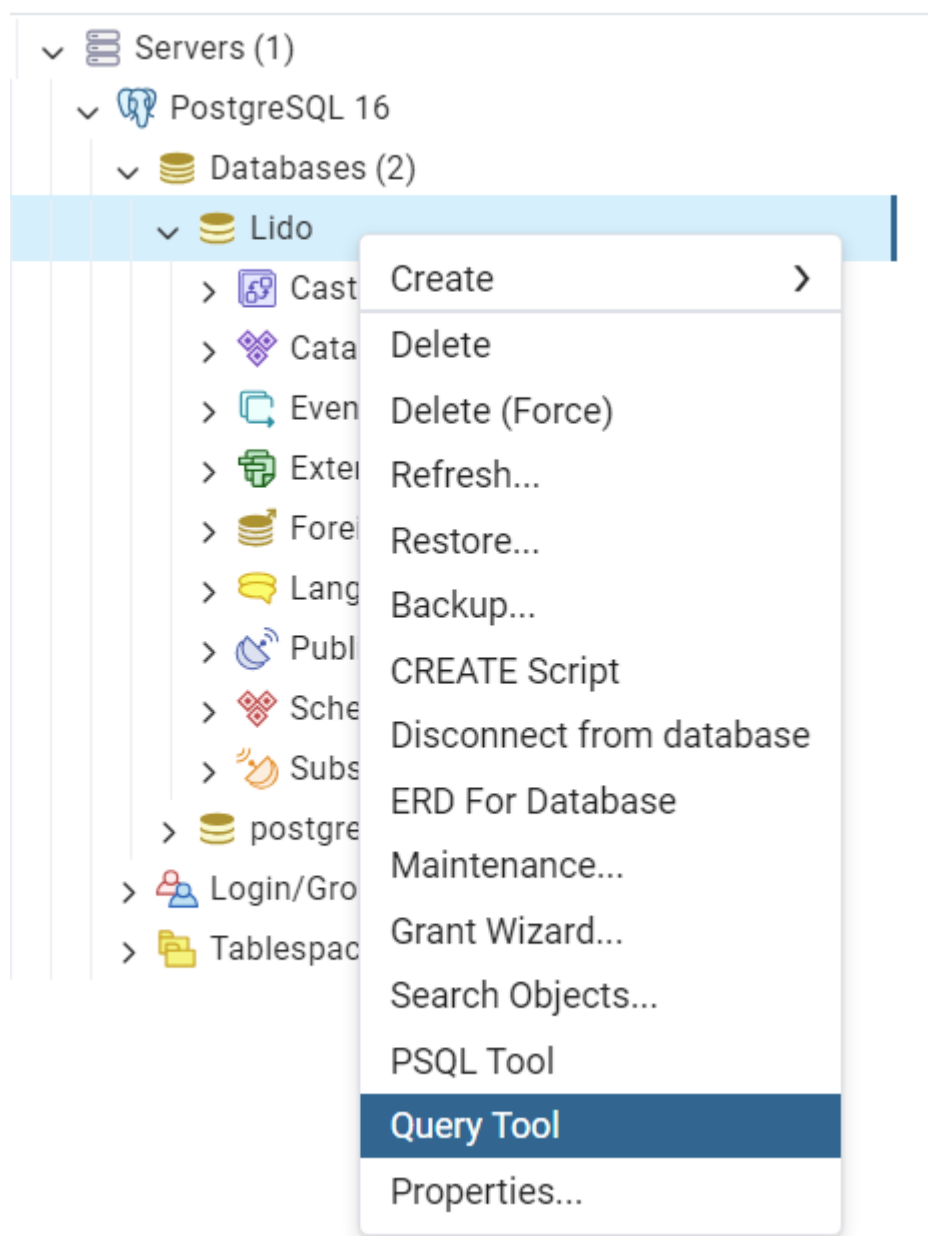 Servers (1)
PostgreSQL 16
Databases (2)
Lido
Cast
Cata
Even
Exte
Forei
Lang
Publi
Sche
Subs
postgre
Login/Gro
Tablespac
Create
Delete
Delete (Force)
Refresh...
Restore...
Backup...
CREATE Script
Disconnect from database
ERD For Database
Maintenance...
Grant Wizard...
Search Objects...
PSQL Tool
Query Tool
Properties...